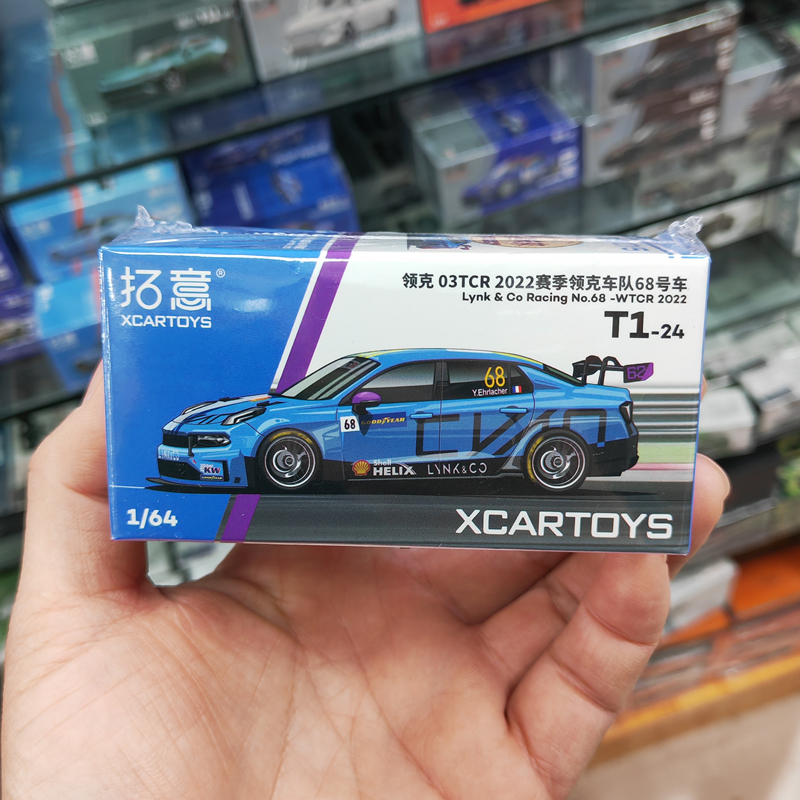 拓意®
XCARTOYS
领克 03TCR 2022赛季领克车队68号车
Lynk & Co Racing No.68 -WTCR 2022
T1-24
68
Y.Ehrlacher
68
GOODYEAR
68
Shell
HELIX
LYNK&CO
KW
1/64
XCARTOYS